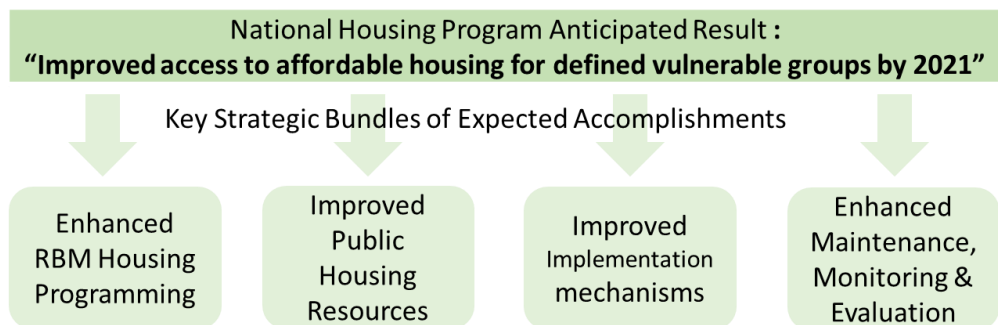 National Housing Program Anticipated Result :
“Improved access to affordable housing for defined vulnerable groups by 2021”
Key Strategic Bundles of Expected Accomplishments
Enhanced
RBM Housing
Programming
Improved
Public
Housing
Resources
Improved
Implementation
mechanisms
Enhanced
Maintenance,
Monitoring &
Evaluation